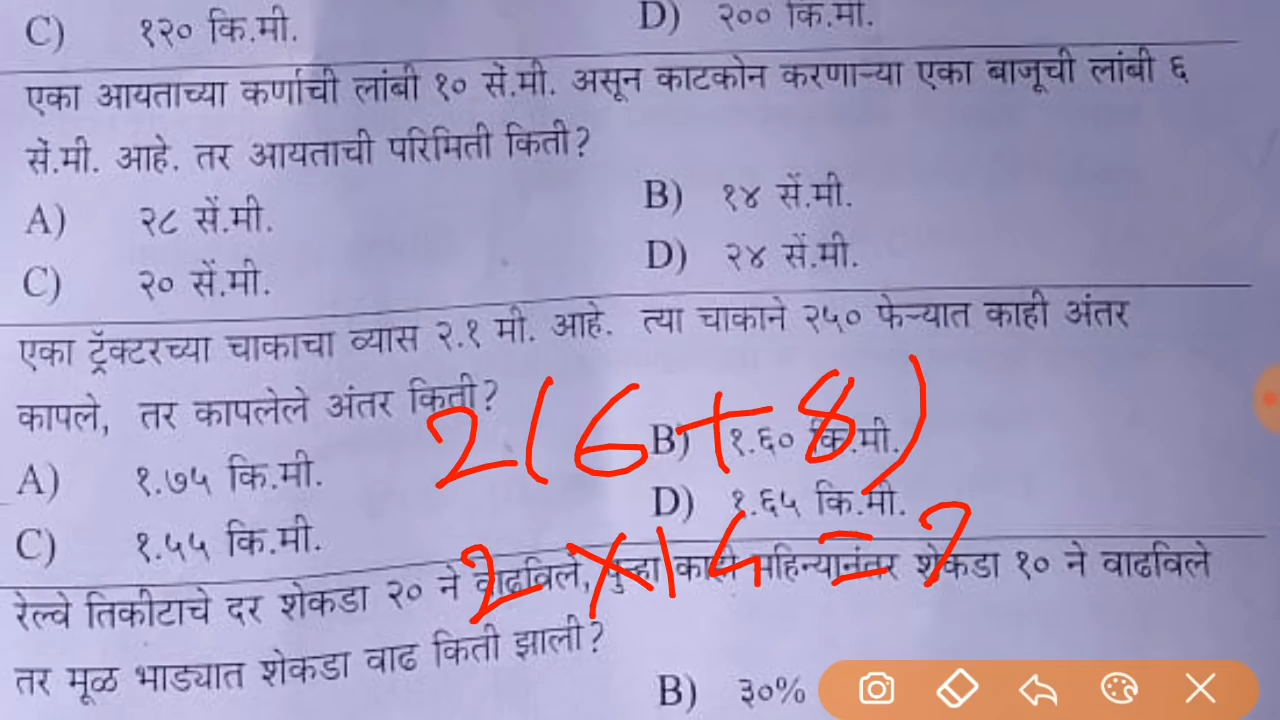 C) १२० कि.मी. D) २०० कि.मी.
एका आयताच्या कर्णाची लांबी १० सें.मी. असून काटकोन करणाऱ्या एका बाजूची लांबी ६
सें.मी. आहे. तर आयताची परिमिती किती?
A) २८ सें.मी. B) १४ सें.मी.
C) २० सें.मी. D) २४ सें.मी.
एका ट्रॅक्टरच्या चाकाचा व्यास २.१ मी. आहे. त्या चाकाने २५० फेऱ्यात काही अंतर
कापले, तर कापलेले अंतर किती?
2(6+8)
A) १.७५ कि.मी. B) १.६० कि.मी.
C) १.५५ कि.मी. D) १.६५ कि.मी.
2×14=2
रेल्वे तिकीटाचे दर शेकडा २० ने वाढविले, पुन्हा काही महिन्यानंतर शेकडा १० ने वाढविले
तर मूळ भाड्यात शेकडा वाढ किती झाली?
B) ३०%